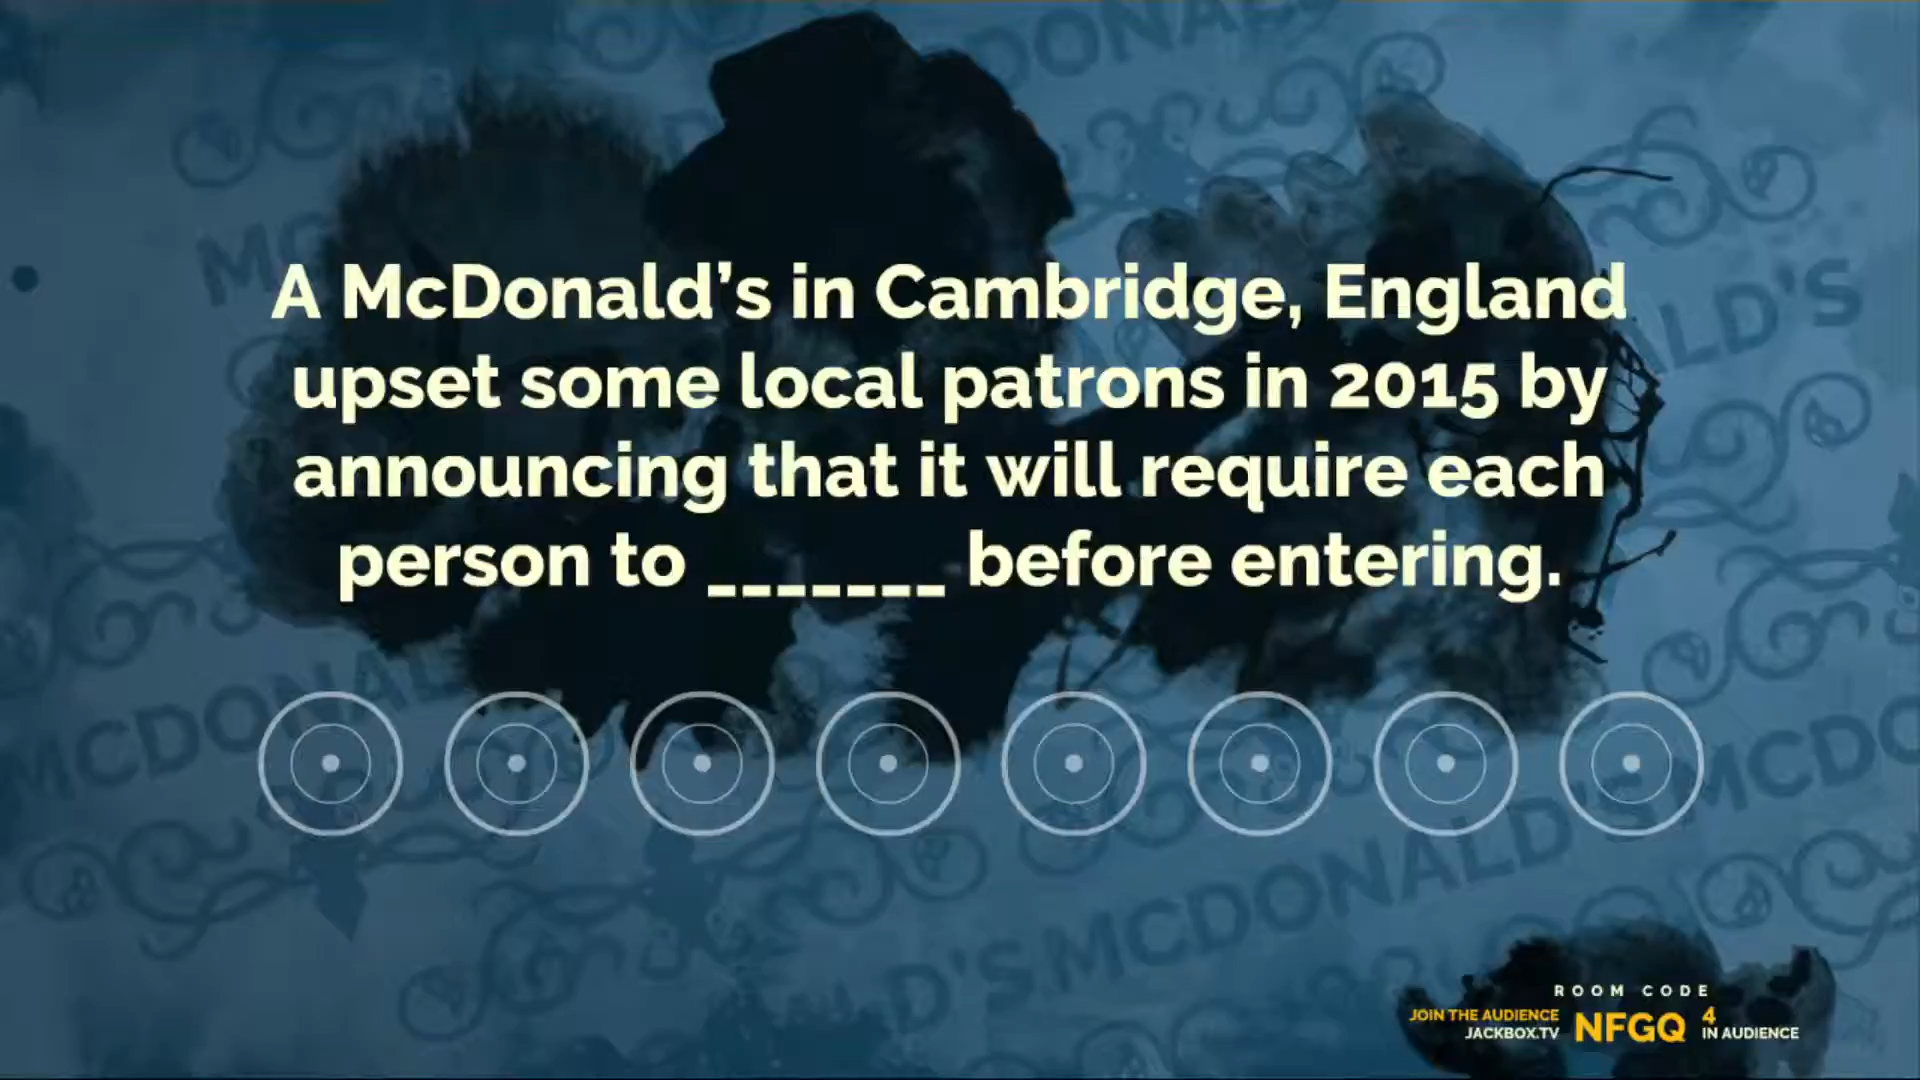 A McDonald’s in Cambridge, England
upset some local patrons in 2015 by
announcing that it will require each
person to _______ before entering.
ROOM CODE
JOIN THE AUDIENCE
JACKBOX.TV
NFGQ
4
IN AUDIENCE
MCDONALD'S